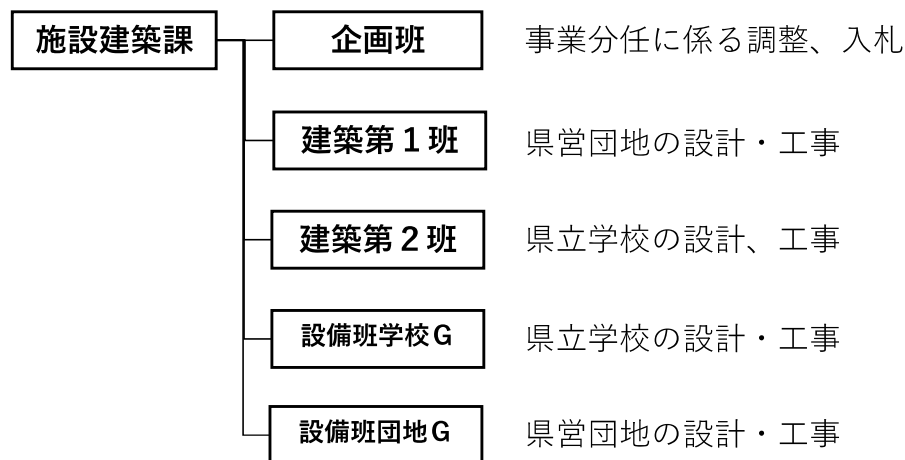 施設建築課
企画班 事業分任に係る調整、入札
建築第１班 県営団地の設計・工事
建築第２班 県立学校の設計、工事
設備班学校Ｇ 県立学校の設計・工事
設備班団地Ｇ 県営団地の設計・工事